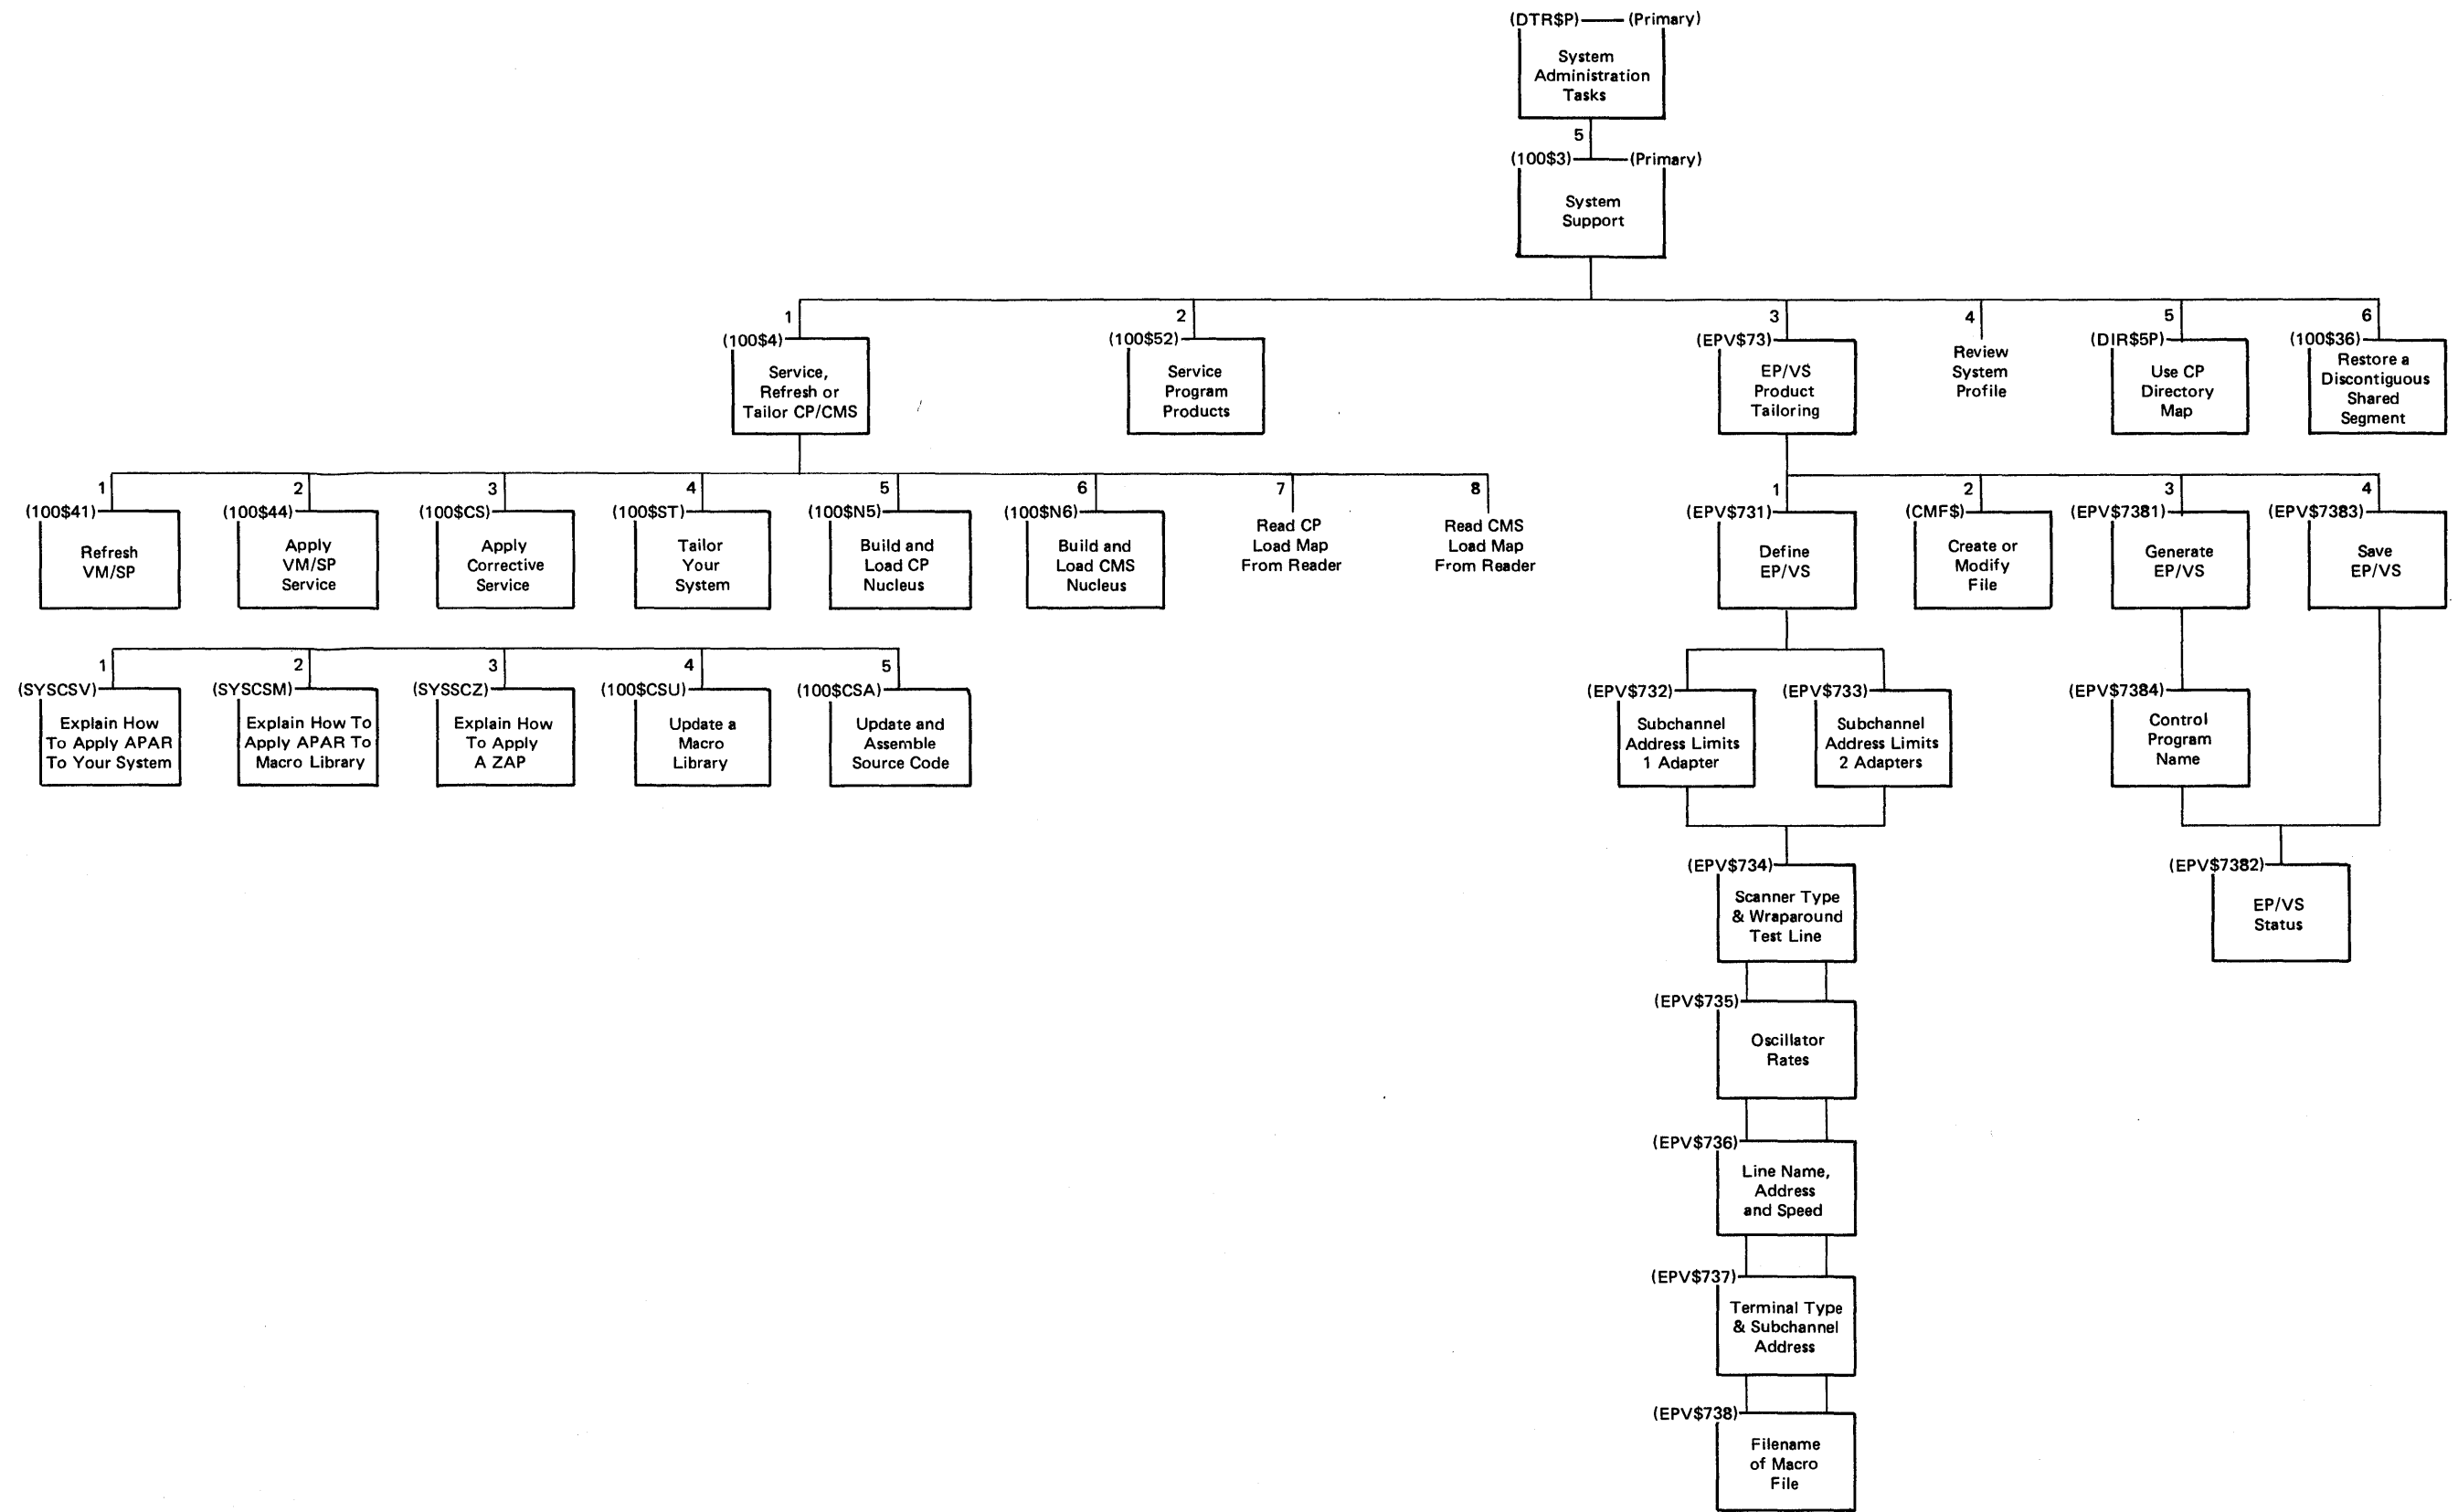 (DTR$P) (Primary)
System
Administration
Tasks
5
(100$3) (Primary)
System
Support
1
(100$4)
Service,
Refresh or
Tailor CP/CMS
2
(100$52)
Service
Program
Products
3
(EPV$73)
EP/VS
Product
Tailoring
4
Review
System
Profile
5
(DIR$5P)
Use CP
Directory
Map
6
(100$36)
Restore a
Discontiguous
Shared
Segment
1
(100$41)
Refresh
VM/SP
2
(100$44)
Apply
VM/SP
Service
3
(100$CS)
Apply
Corrective
Service
4
(100$ST)
Tailor
Your
System
5
(100$N5)
Build and
Load CP
Nucleus
6
(100$N6)
Build and
Load CMS
Nucleus
7
Read CP
Load Map
From Reader
8
Read CMS
Load Map
From Reader
1
(EPV$731)
Define
EP/VS
2
(CMF$)
Create or
Modify
File
3
(EPV$7381)
Generate
EP/VS
4
(EPV$7383)
Save
EP/VS
1
(SYSCSV)
Explain How
To Apply APAR
To Your System
2
(SYSCSM)
Explain How To
Apply APAR To
Macro Library
3
(SYSSCZ)
Explain How
To Apply
A ZAP
4
(100$CSU)
Update a
Macro
Library
5
(100$CSA)
Update and
Assemble
Source Code
(EPV$732)
Subchannel
Address Limits
1 Adapter
(EPV$733)
Subchannel
Address Limits
2 Adapters
(EPV$7384)
Control
Program
Name
(EPV$734)
Scanner Type
& Wraparound
Test Line
(EPV$7382)
EP/VS
Status
(EPV$735)
Oscillator
Rates
(EPV$736)
Line Name,
Address
and Speed
(EPV$737)
Terminal Type
& Subchannel
Address
(EPV$738)
Filename
of Macro
File